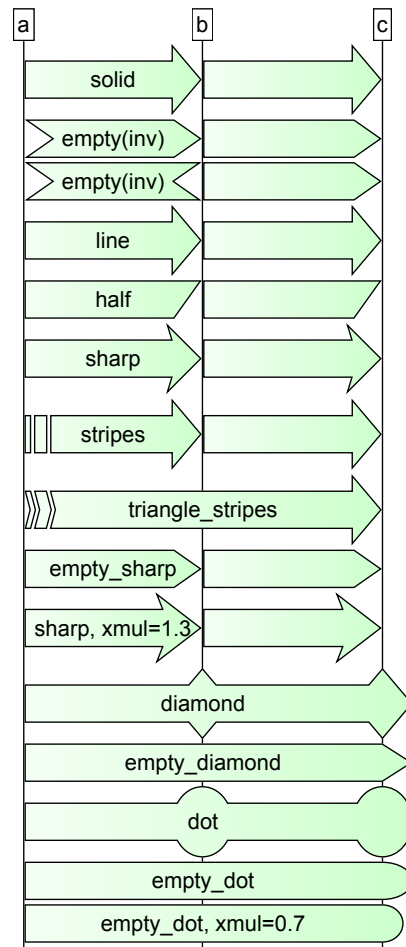 a b c
solid
empty(inv)
empty(inv)
line
half
sharp
stripes
triangle_stripes
empty_sharp
sharp, xmul=1.3
diamond
empty_diamond
dot
empty_dot
empty_dot, xmul=0.7